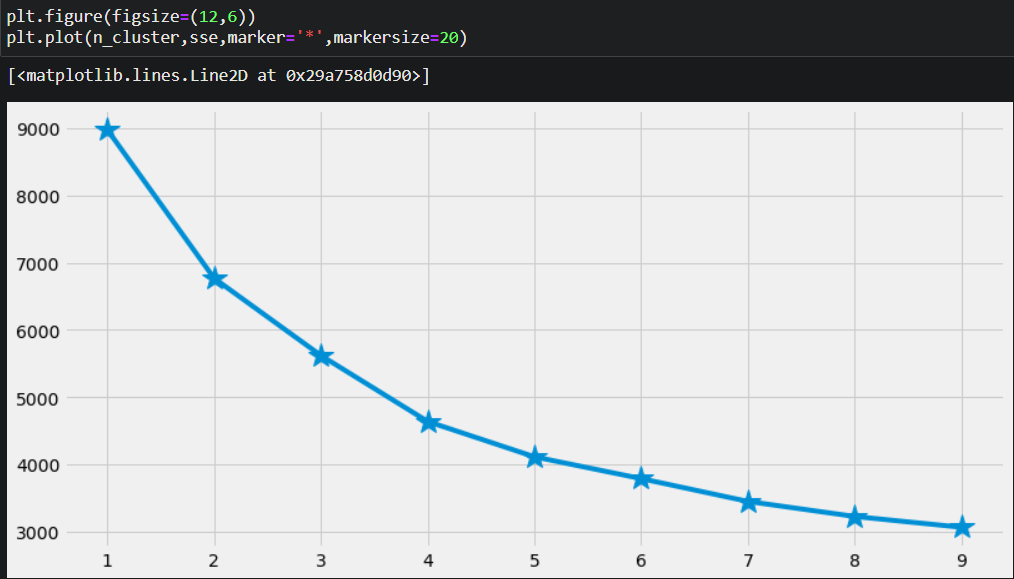 plt.figure(figsize=(12,6))
plt.plot(n_cluster,sse,marker='*',markersize=20)
[<matplotlib.lines.Line2D at 0x29a758d0d90>]
9000
8000
7000
6000
5000
4000
3000
1 2 3 4 5 6 7 8 9